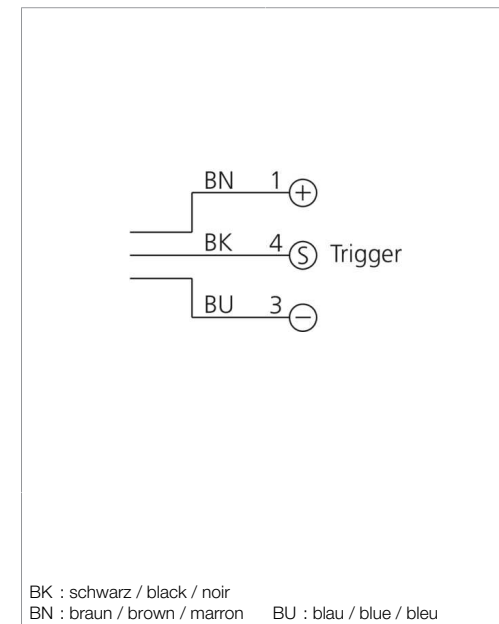 BN 1 +
BK 4 S Trigger
BU 3 −
BK : schwarz / black / noir
BN : braun / brown / marron BU : blau / blue / bleu